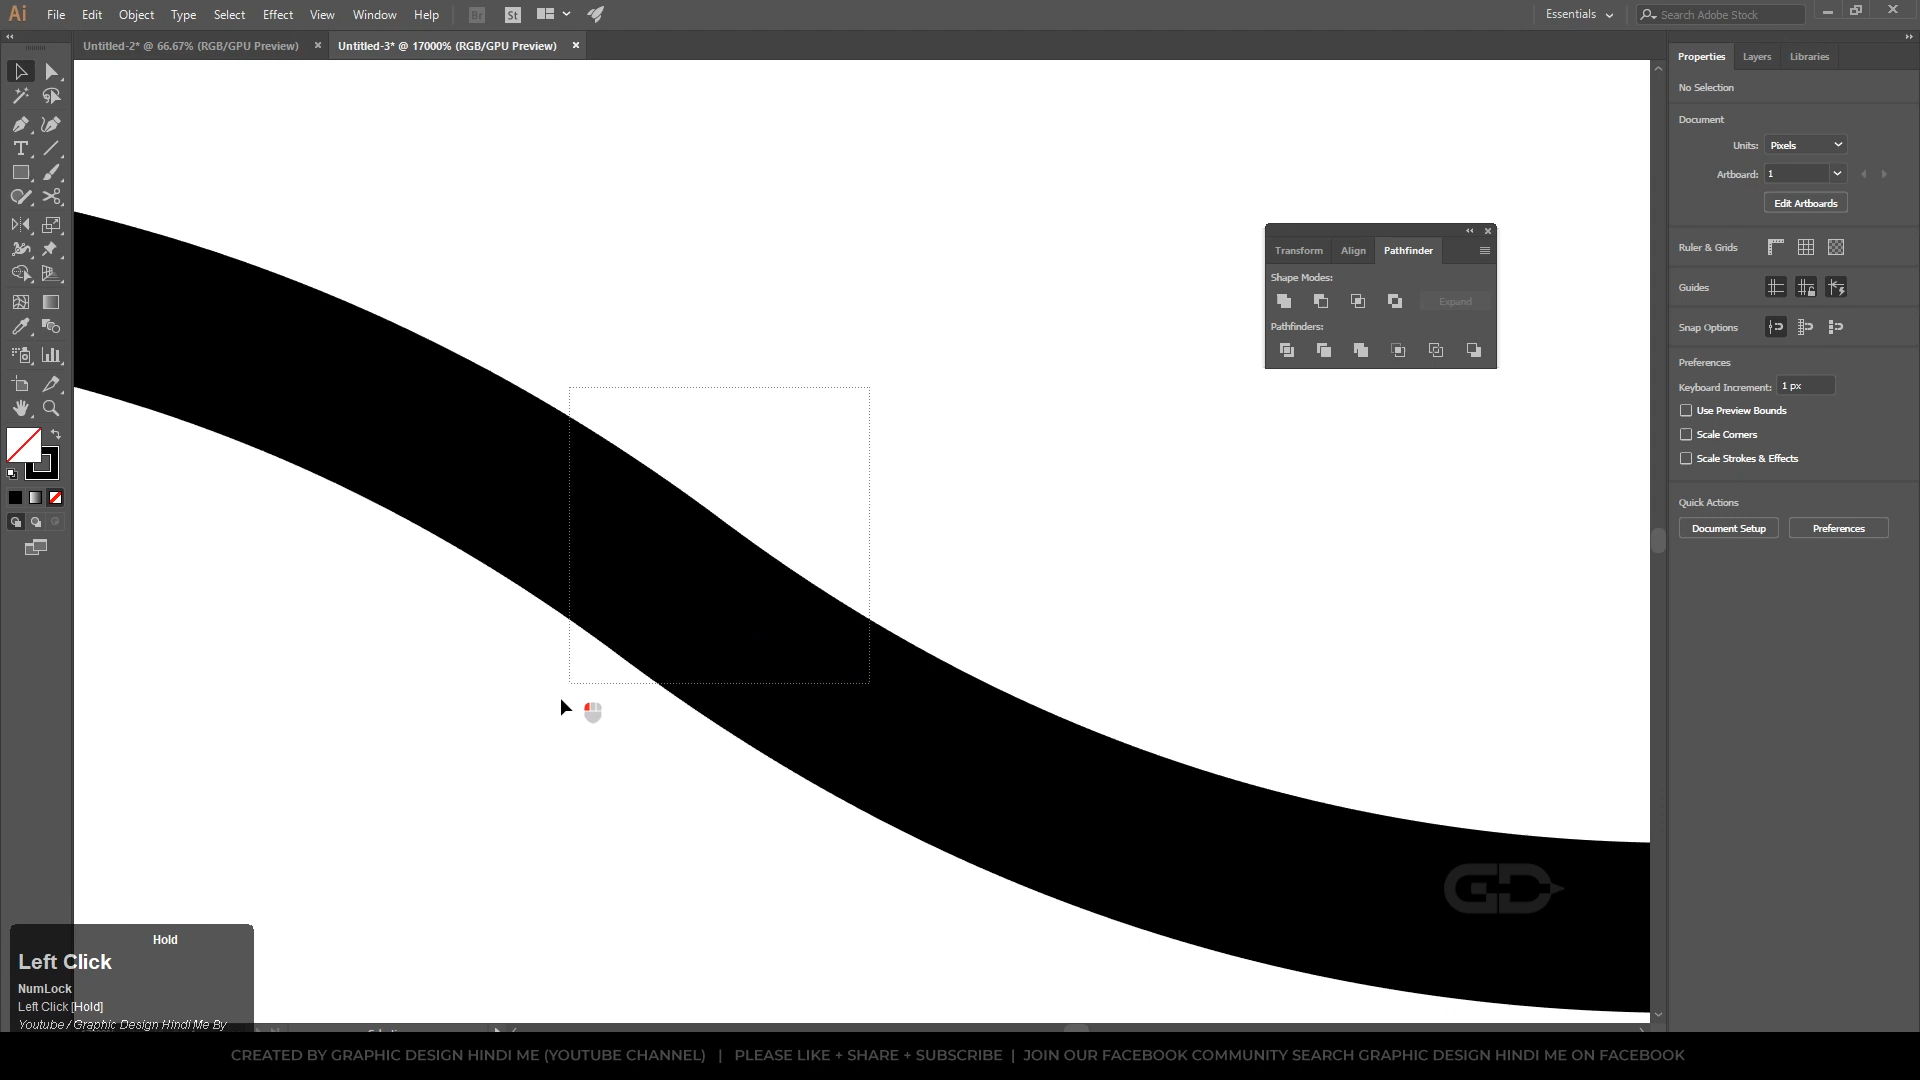 Ai File Edit Object Type Select Effect View Window Help Br St Essentials Search Adobe Stock
Untitled-2* @ 66.67% (RGB/GPU Preview) × Untitled-3* @ 17000% (RGB/GPU Preview) ×
Properties Layers Libraries
No Selection
Document
Units: Pixels
Artboard: 1
Edit Artboards
Ruler & Grids
Guides
Snap Options
Preferences
Keyboard Increment: 1 px
Use Preview Bounds
Scale Corners
Scale Strokes & Effects
Quick Actions
Document Setup Preferences
Transform Align Pathfinder
Shape Modes:
Expand
Pathfinders:
GD
Hold
Left Click
NumLock
Left Click [Hold]
Youtube / Graphic Design Hindi Me By
CREATED BY GRAPHIC DESIGN HINDI ME (YOUTUBE CHANNEL) | PLEASE LIKE + SHARE + SUBSCRIBE | JOIN OUR FACEBOOK COMMUNITY SEARCH GRAPHIC DESIGN HINDI ME ON FACEBOOK